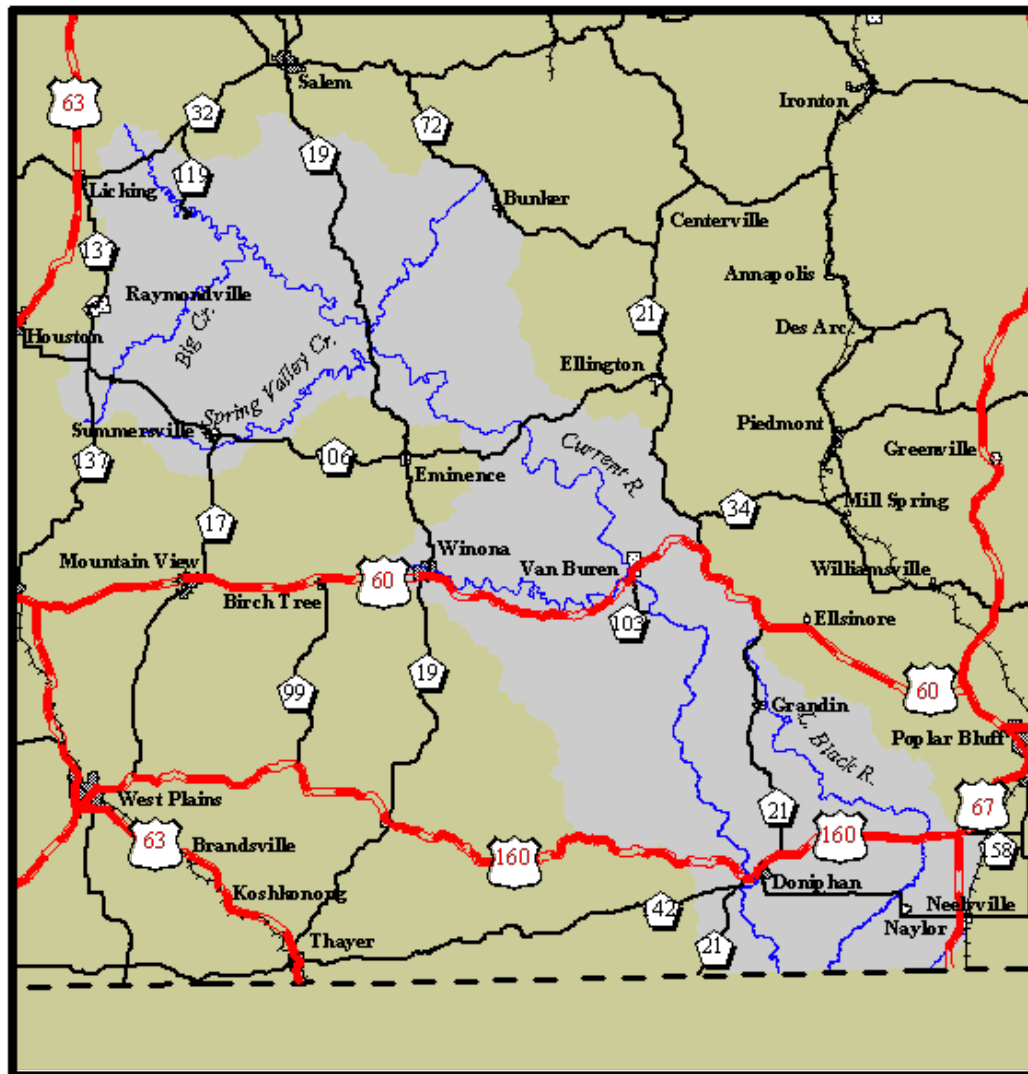 Salem
63
Ironton
32
72
19
119
Licking
Bunker
Centerville
137
Annapolis
Raymondville
21
Houston
Big Cr.
Des Arc
Spring Valley Cr.
Ellington
Summersville
Piedmont
Current R.
106
137
Eminence
Greenville
34
Mill Spring
17
Winona
Mountain View
Van Buren
60
Williamsville
Birch Tree
103
Ellsinore
19
60
99
Grandin
L. Black R.
Poplar Bluff
West Plains
67
21
63
160
Brandsville
160
158
Doniphan
Koshkonong
42
Neelyville
Naylor
Thayer
21